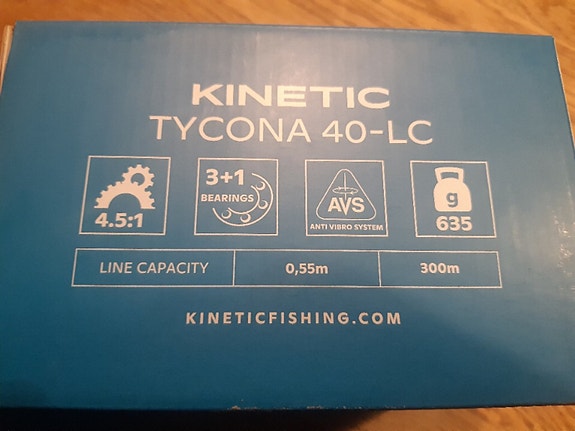 KINETIC
TYCONA 40-LC
4.5:1
3+1
BEARINGS
AVS
ANTI VIBRO SYSTEM
g
635
LINE CAPACITY 0,55m 300m
KINETICFISHING.COM